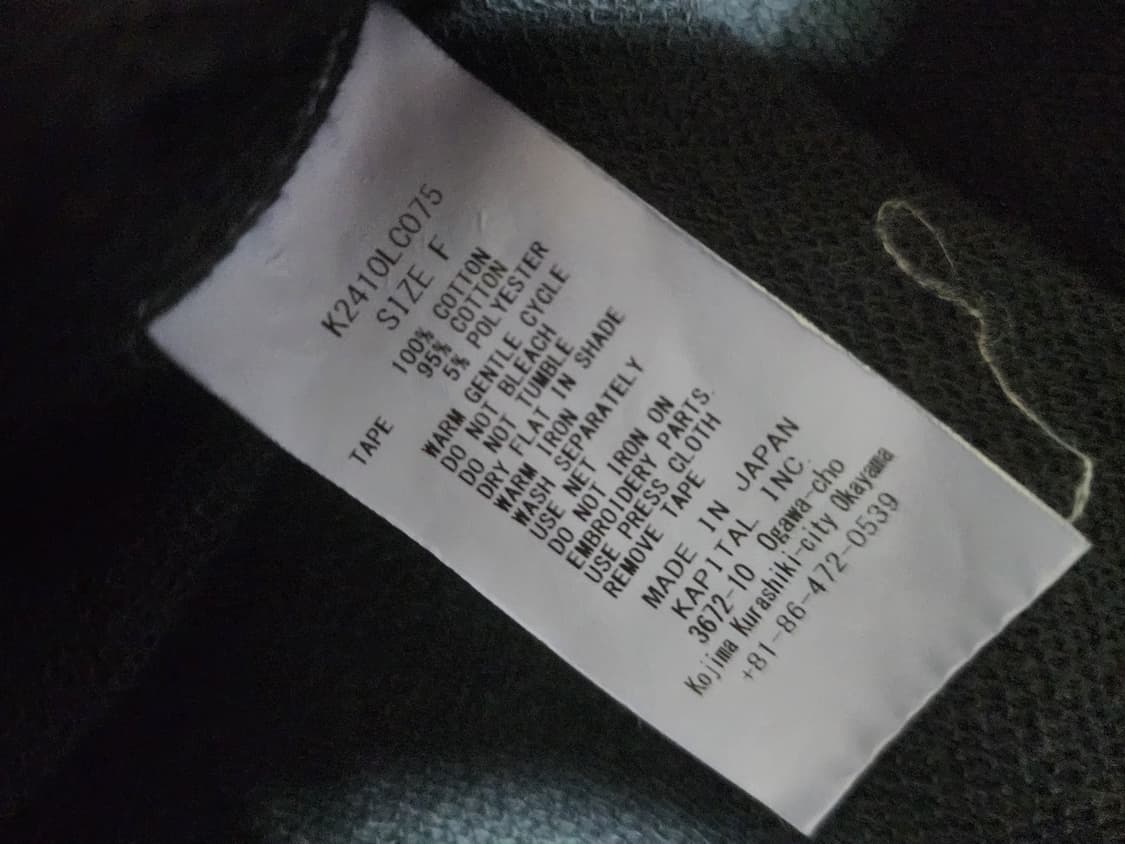 K2410LC075
SIZE F
100% COTTON
TAPE 95% COTTON
5% POLYESTER
WARM GENTLE CYCLE
DO NOT BLEACH
DO NOT TUMBLE
DRY FLAT IN SHADE
WARM IRON
WASH SEPARATELY
USE NET
DO NOT IRON ON
EMBROIDERY PARTS.
USE PRESS CLOTH
REMOVE TAPE
MADE IN JAPAN
KAPITAL INC.
3672-10 Ogawa-cho
Kojima Kurashiki-city Okayama
+81-86-472-0539